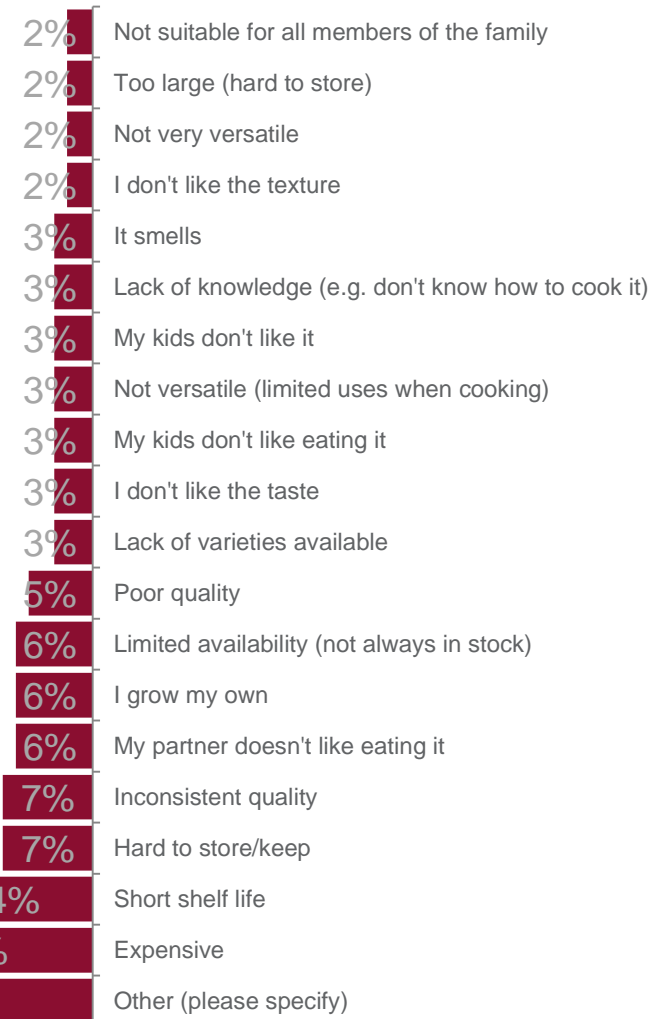 2% Not suitable for all members of the family
2% Too large (hard to store)
2% Not very versatile
2% I don't like the texture
3% It smells
3% Lack of knowledge (e.g. don't know how to cook it)
3% My kids don't like it
3% Not versatile (limited uses when cooking)
3% My kids don't like eating it
3% I don't like the taste
3% Lack of varieties available
5% Poor quality
6% Limited availability (not always in stock)
6% I grow my own
6% My partner doesn't like eating it
7% Inconsistent quality
7% Hard to store/keep
Short shelf life
Expensive
Other (please specify)